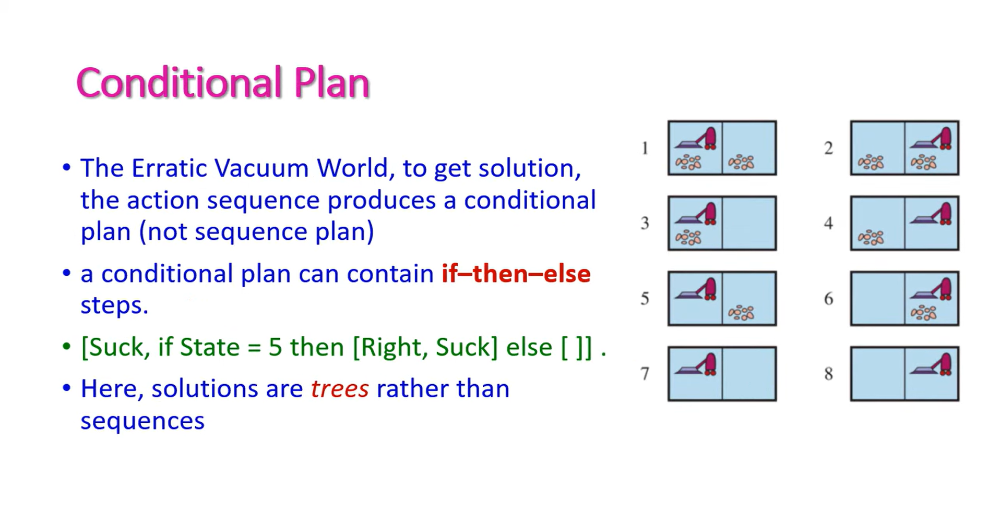 Conditional Plan
• The Erratic Vacuum World, to get solution,
the action sequence produces a conditional
plan (not sequence plan)
• a conditional plan can contain if–then–else
steps.
• [Suck, if State = 5 then [Right, Suck] else [ ]] .
• Here, solutions are trees rather than
sequences
1 2
3 4
5 6
7 8